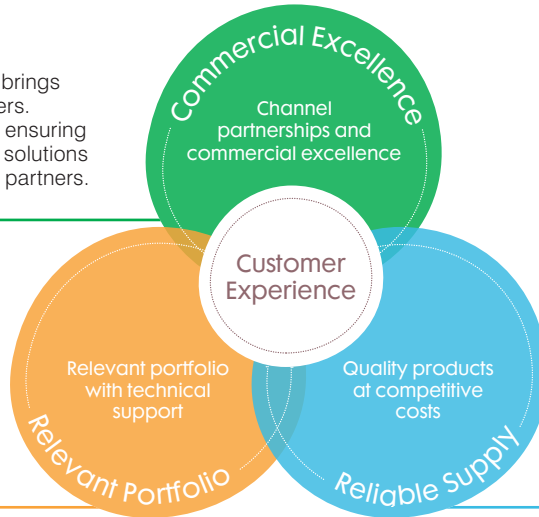 brings
ers.
ensuring
solutions
partners.
Commercial Excellence
Channel
partnerships and
commercial excellence
Customer
Experience
Relevant portfolio
with technical
support
Quality products
at competitive
costs
Relevant Portfolio
Reliable Supply